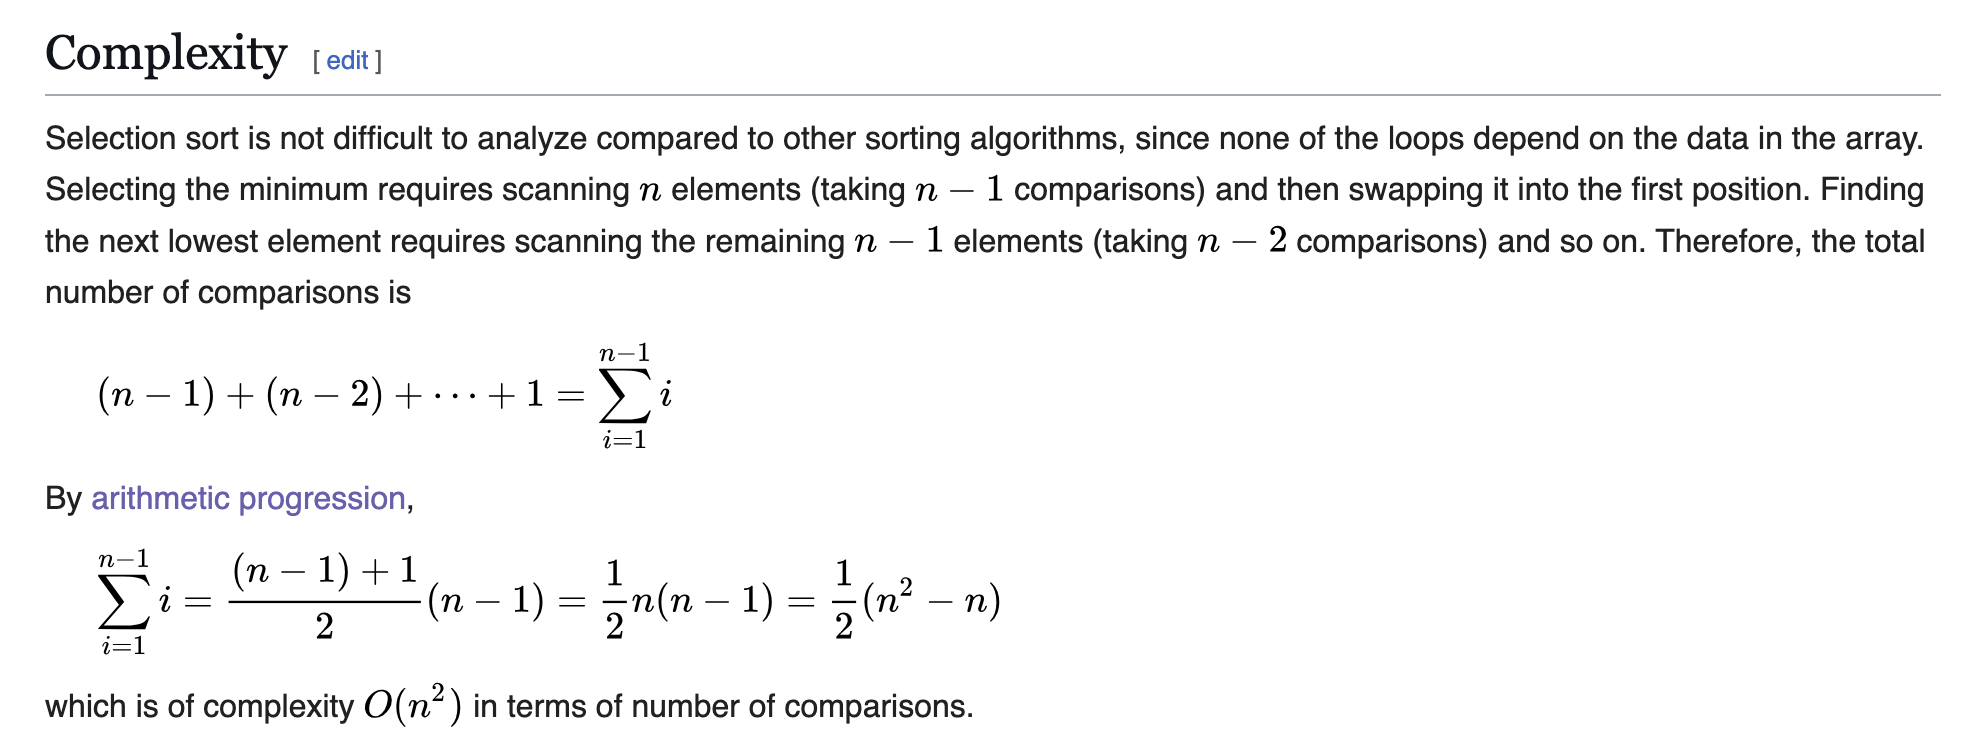 Complexity [ edit ]
Selection sort is not difficult to analyze compared to other sorting algorithms, since none of the loops depend on the data in the array.
Selecting the minimum requires scanning n elements (taking n − 1 comparisons) and then swapping it into the first position. Finding
the next lowest element requires scanning the remaining n − 1 elements (taking n − 2 comparisons) and so on. Therefore, the total
number of comparisons is
(n − 1) + (n − 2) + ⋯ + 1 = \sum_{i=1}^{n-1} i
By arithmetic progression,
\sum_{i=1}^{n-1} i = \frac{(n-1)+1}{2}(n − 1) = \frac{1}{2}n(n − 1) = \frac{1}{2}(n^2 − n)
which is of complexity O(n²) in terms of number of comparisons.